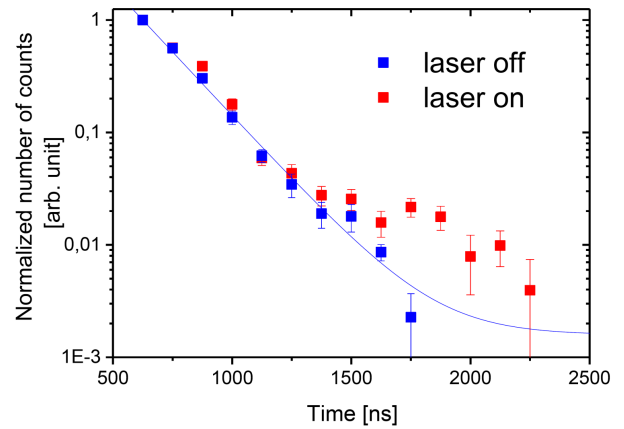 Normalized number of counts
[arb. unit]
1
0,1
0,01
1E-3
laser off
laser on
500
1000
1500
2000
2500
Time [ns]